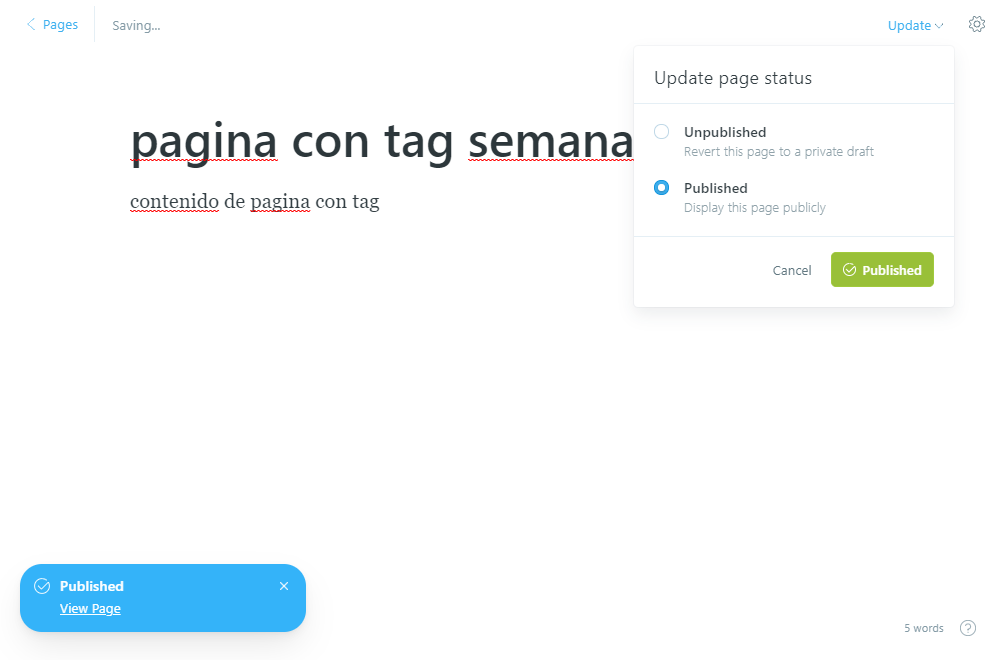 Pages
Saving...
Update
Update page status
Unpublished
Revert this page to a private draft
Published
Display this page publicly
Cancel
Published
pagina con tag semana
contenido de pagina con tag
Published
View Page
5 words
?